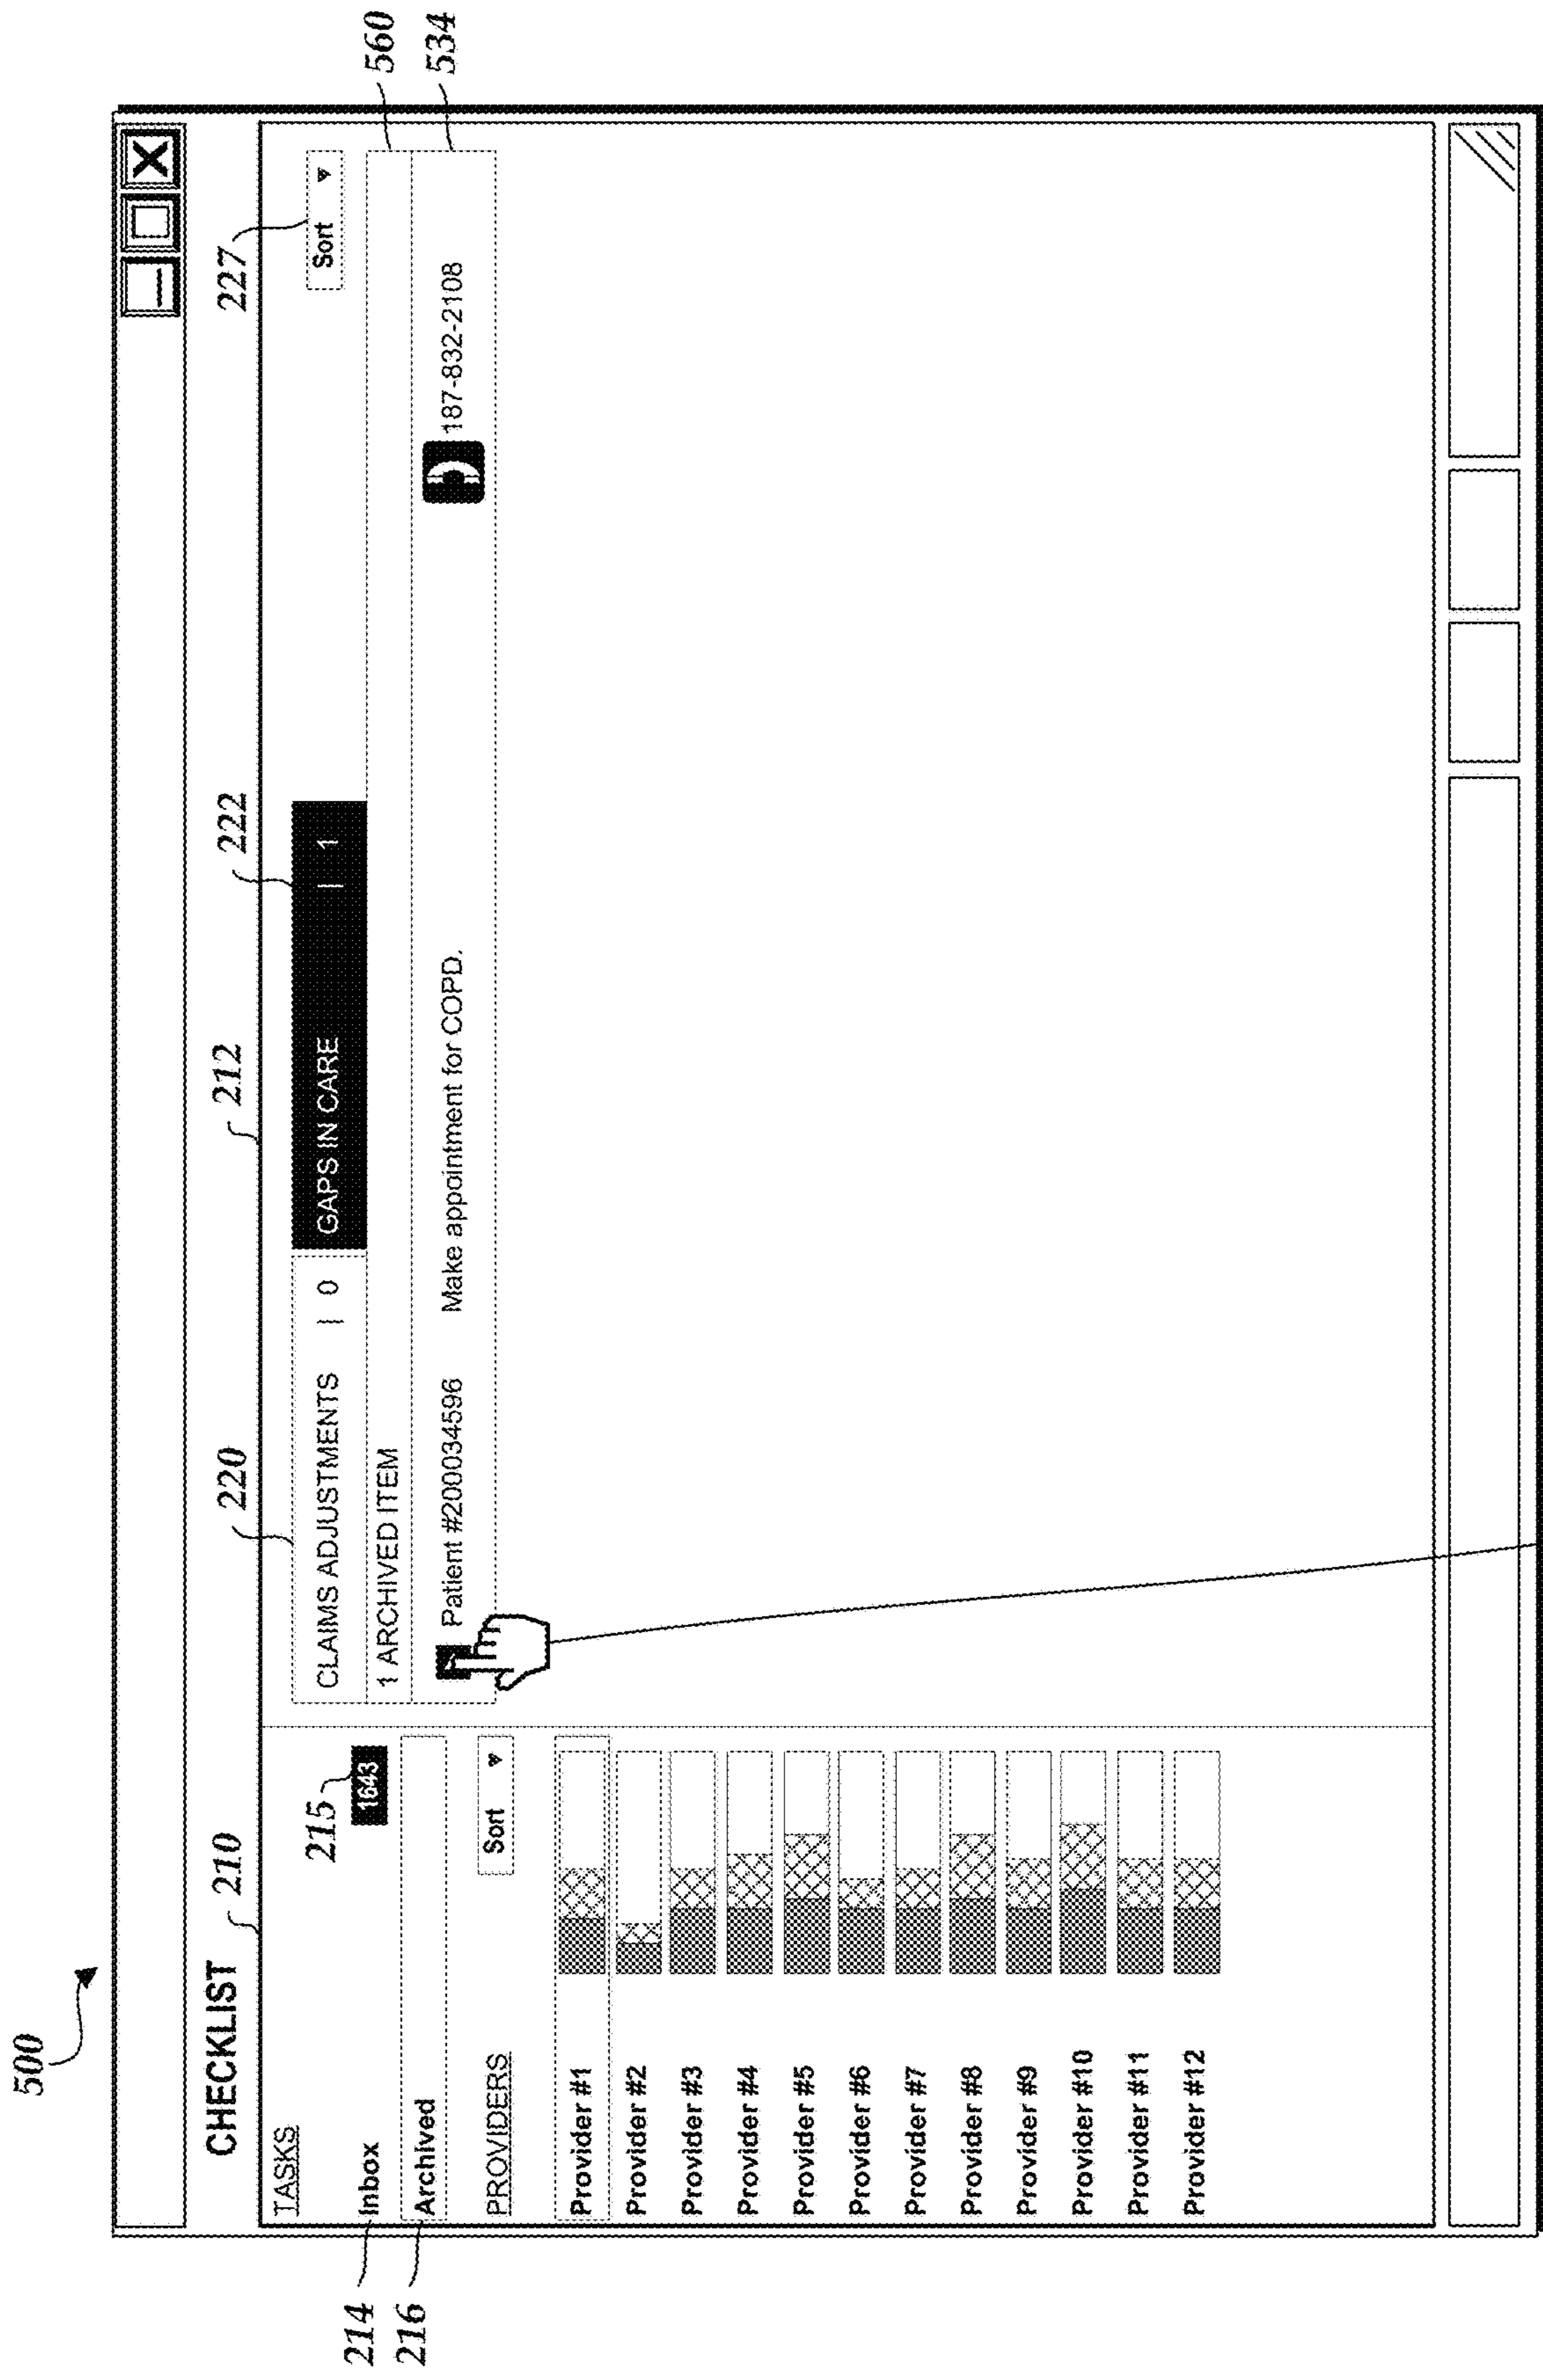 500
CHECKLIST
210
212
TASKS
214
Inbox
215
1643
216
Archived
PROVIDERS
Sort
Provider #1
Provider #2
Provider #3
Provider #4
Provider #5
Provider #6
Provider #7
Provider #8
Provider #9
Provider #10
Provider #11
Provider #12
220
222
227
CLAIMS ADJUSTMENTS | 0
GAPS IN CARE | 1
Sort
1 ARCHIVED ITEM
560
Patient #200034596 Make appointment for COPD. 187-832-2108
534